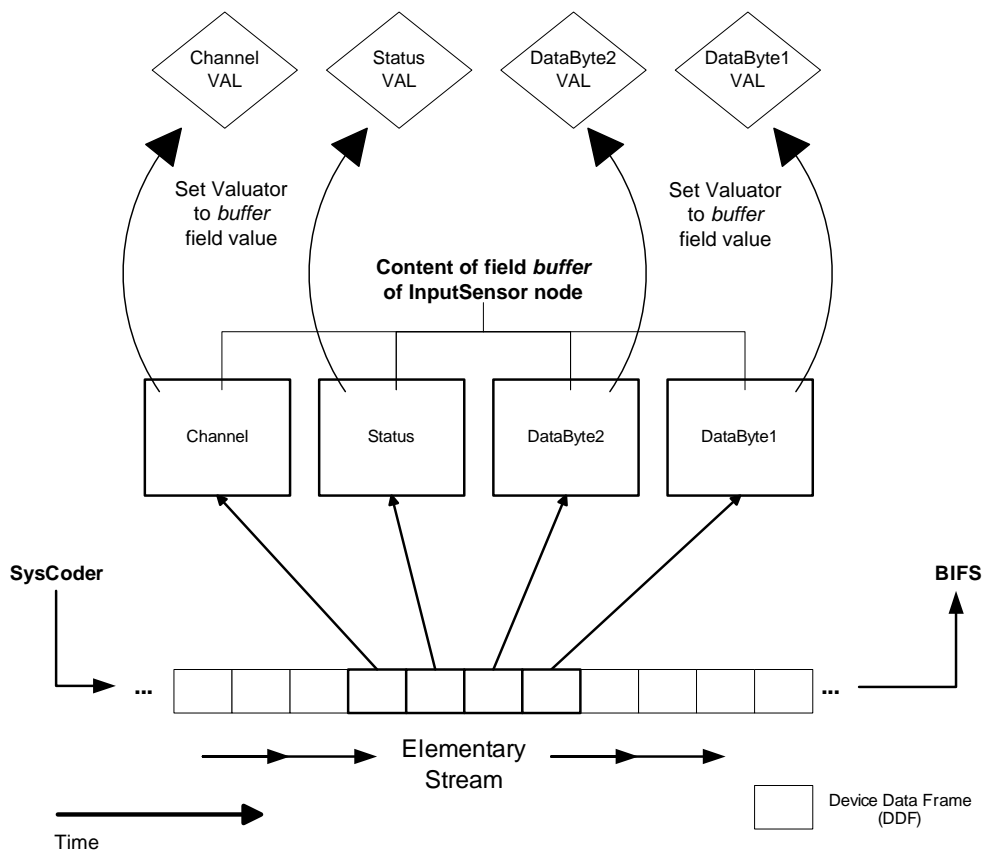 Channel
VAL
Status
VAL
DataByte2
VAL
DataByte1
VAL
Set Valuator
to buffer
field value
Set Valuator
to buffer
field value
Content of field buffer
of InputSensor node
Channel
Status
DataByte2
DataByte1
SysCoder
BIFS
...
...
Elementary
Stream
Time
Device Data Frame
(DDF)